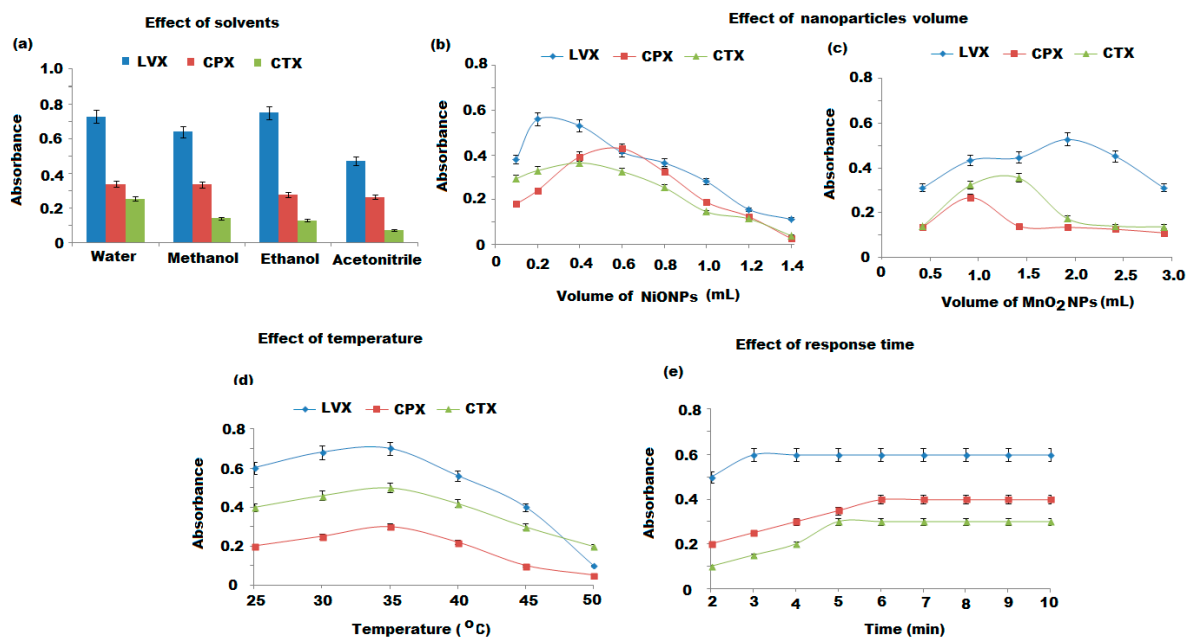 Effect of solvents
(a)
LVX CPX CTX
1.0
0.8
0.6
0.4
0.2
0
Absorbance
Water Methanol Ethanol Acetonitrile
Effect of nanoparticles volume
(b)
LVX CPX CTX
0.8
0.6
0.4
0.2
0
Absorbance
0 0.2 0.4 0.6 0.8 1.0 1.2 1.4
Volume of NiONPs (mL)
(c)
LVX CPX CTX
0.8
0.6
0.4
0.2
0
Absorbance
0 0.5 1.0 1.5 2.0 2.5 3.0
Volume of MnO2 NPs (mL)
Effect of temperature
(d)
LVX CPX CTX
0.8
0.6
0.4
0.2
0
Absorbance
25 30 35 40 45 50
Temperature (°C)
Effect of response time
(e)
LVX CPX CTX
0.8
0.6
0.4
0.2
0
Absorbance
2 3 4 5 6 7 8 9 10
Time (min)